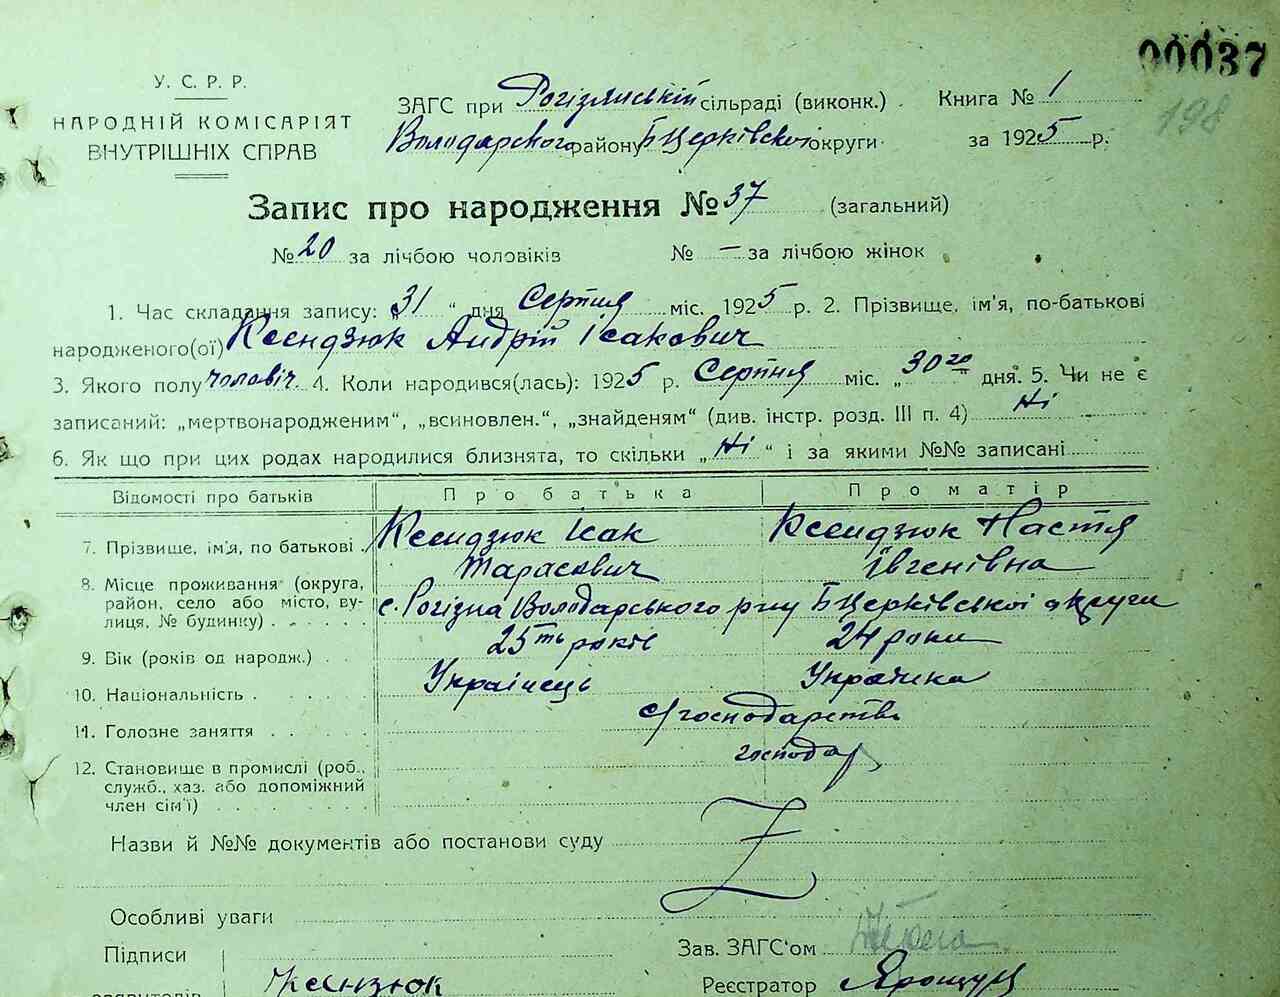 00037
198
У. С. Р. Р.
НАРОДНІЙ КОМІСАРІЯТ
ВНУТРІШНІХ СПРАВ
ЗАГС при Рогізянській сільраді (виконк.) Книга № 1
Володарского району Б Церківської округи за 1925 р.
Запис про народження № 37 (загальний)
№ 20 за лічбою чоловіків № — за лічбою жінок
1. Час складання запису: „31 “ дня Серпня міс. 1925 р. 2. Прізвище, ім'я, по-батькові
народженого(ої) Ксендзюк Андрій Ісакович
3. Якого полу чоловіч. 4. Коли народився(лась): 1925 р. Серпня міс. „30го“ дня. 5. Чи не є
записаний: „мертвонародженим“, „всиновлен.“, „знайденям“ (див. інстр. розд. III п. 4) Ні
6. Як що при цих родах народилися близнята, то скільки „Ні “ і за якими №№ записані
Відомості про батьків Про батька Про матір
7. Прізвище, ім'я, по батькові Ксендзюк Ісак Тарасович Ксендзюк Настя Івгенівна
8. Місце проживання (округа,
район, село або місто, ву-
лиця, № будинку) с. Рогізна Володарського р-ну Б Церківської округи
9. Вік (років од народж.) 25ть років 24 роки
10. Національність Українець Українка
11. Головне заняття с/господарств
12. Становище в промислі (роб.,
служб., хаз. або допоміжний
член сім'ї) господар
Назви й №№ документів або постанови суду
Особливі уваги
Підписи Зав. ЗАГС'ом
заявителів Ксендзюк Реєстратор